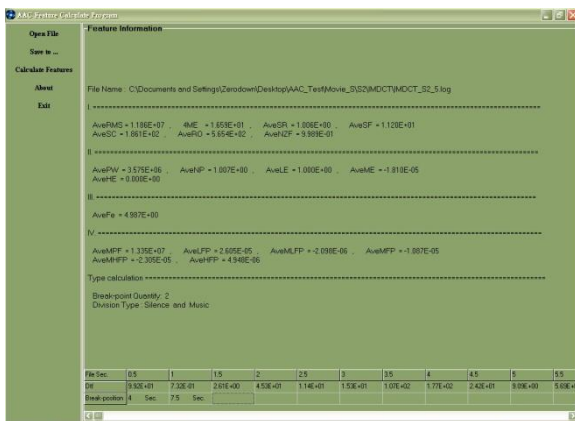 AAC Feature Calculate Program
Open File
Save to ...
Calculate Features
About
Exit
Feature Information
File Name : C:\Documents and Settings\Zerodown\Desktop\AAC_Test\Movie_S\S2\MDCT\MDCT_S2_5.log
I.
AveRMS = 1.186E+07 , 4ME = 1.659E+01 , AveSR = 1.006E+00 , AveSF = 1.120E+01
AveSC = 1.861E+02 , AveRO = 5.654E+02 , AveNZF = 9.989E-01
II.
AvePW = 3.575E+06 , AveNP = 1.007E+00 , AveLE = 1.000E+00 , AveME = -1.818E-05
AveHE = 0.000E+00
III.
AveFe = 4.987E+00
IV.
AveMPF = 1.335E+07 , AveLFP = 2.605E-05 , AveMLFP = -2.098E-06 , AveMFP = -1.087E-05
AveMHFP = -2.305E-05 , AveHFP = 4.948E-06
Type calculation
Break-point Quantity: 2
Division Type : Silence and Music
File Sec. 0.5 1 1.5 2 2.5 3 3.5 4 4.5 5 5.5
Diff 9.92E+01 7.32E-01 2.61E+00 4.53E+01 1.14E+01 1.53E+01 1.07E+02 1.77E+02 2.42E+01 9.09E+00
Break-position 4 Sec. 7.5 Sec.